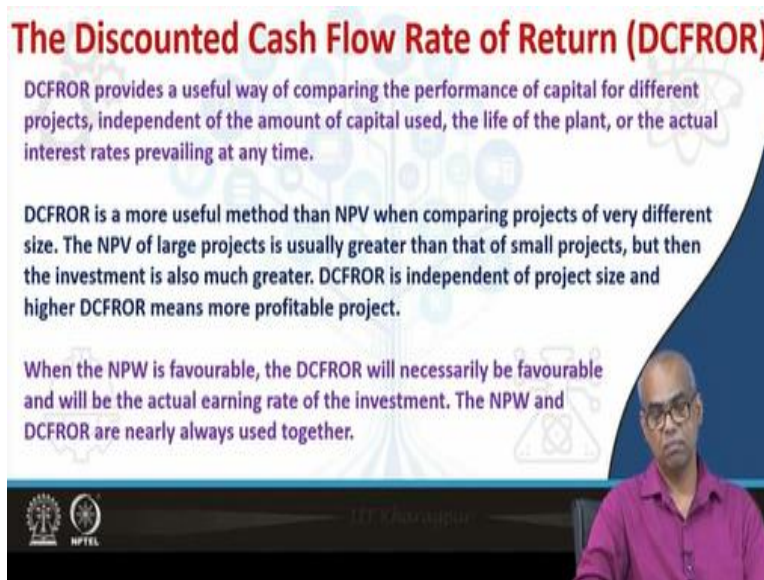 The Discounted Cash Flow Rate of Return (DCFROR)
DCFROR provides a useful way of comparing the performance of capital for different
projects, independent of the amount of capital used, the life of the plant, or the actual
interest rates prevailing at any time.
DCFROR is a more useful method than NPV when comparing projects of very different
size. The NPV of large projects is usually greater than that of small projects, but then
the investment is also much greater. DCFROR is independent of project size and
higher DCFROR means more profitable project.
When the NPW is favourable, the DCFROR will necessarily be favourable
and will be the actual earning rate of the investment. The NPW and
DCFROR are nearly always used together.
IIT Kharagpur
NPTEL